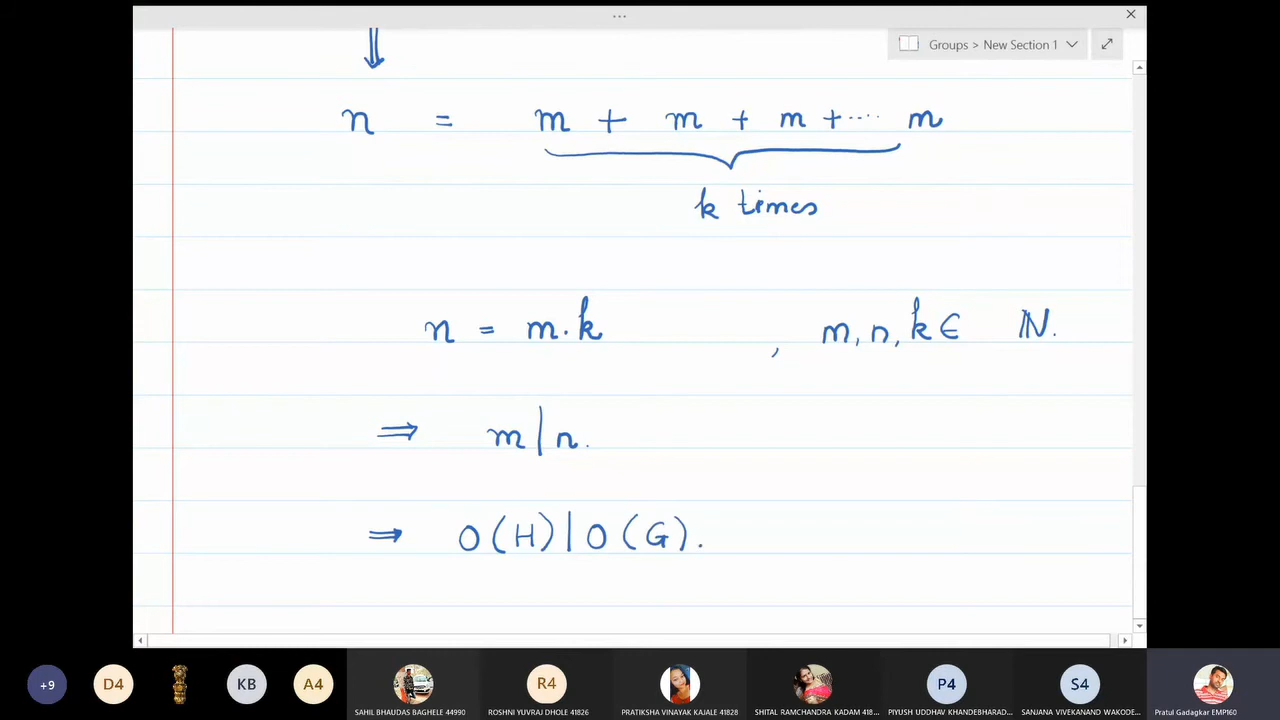 Groups > New Section 1
⇓
n = m + m + m + ···· m
k times
n = m.k , m, n, k ∈ ℕ.
⇒ m|n.
⇒ O(H)|O(G).
+9
D4
KB
A4
R4
P4
S4
SAHIL BHAUDAS BAGHELE 44990
ROSHNI YUVRAJ DHOLE 41826
PRATIKSHA VINAYAK KAJALE 41828
SHITAL RAMCHANDRA KADAM 418...
PIYUSH UDDHAV KHANDEBHARAD...
SANJANA VIVEKANAND WAKODE...
Pratul Gadagkar EMP160